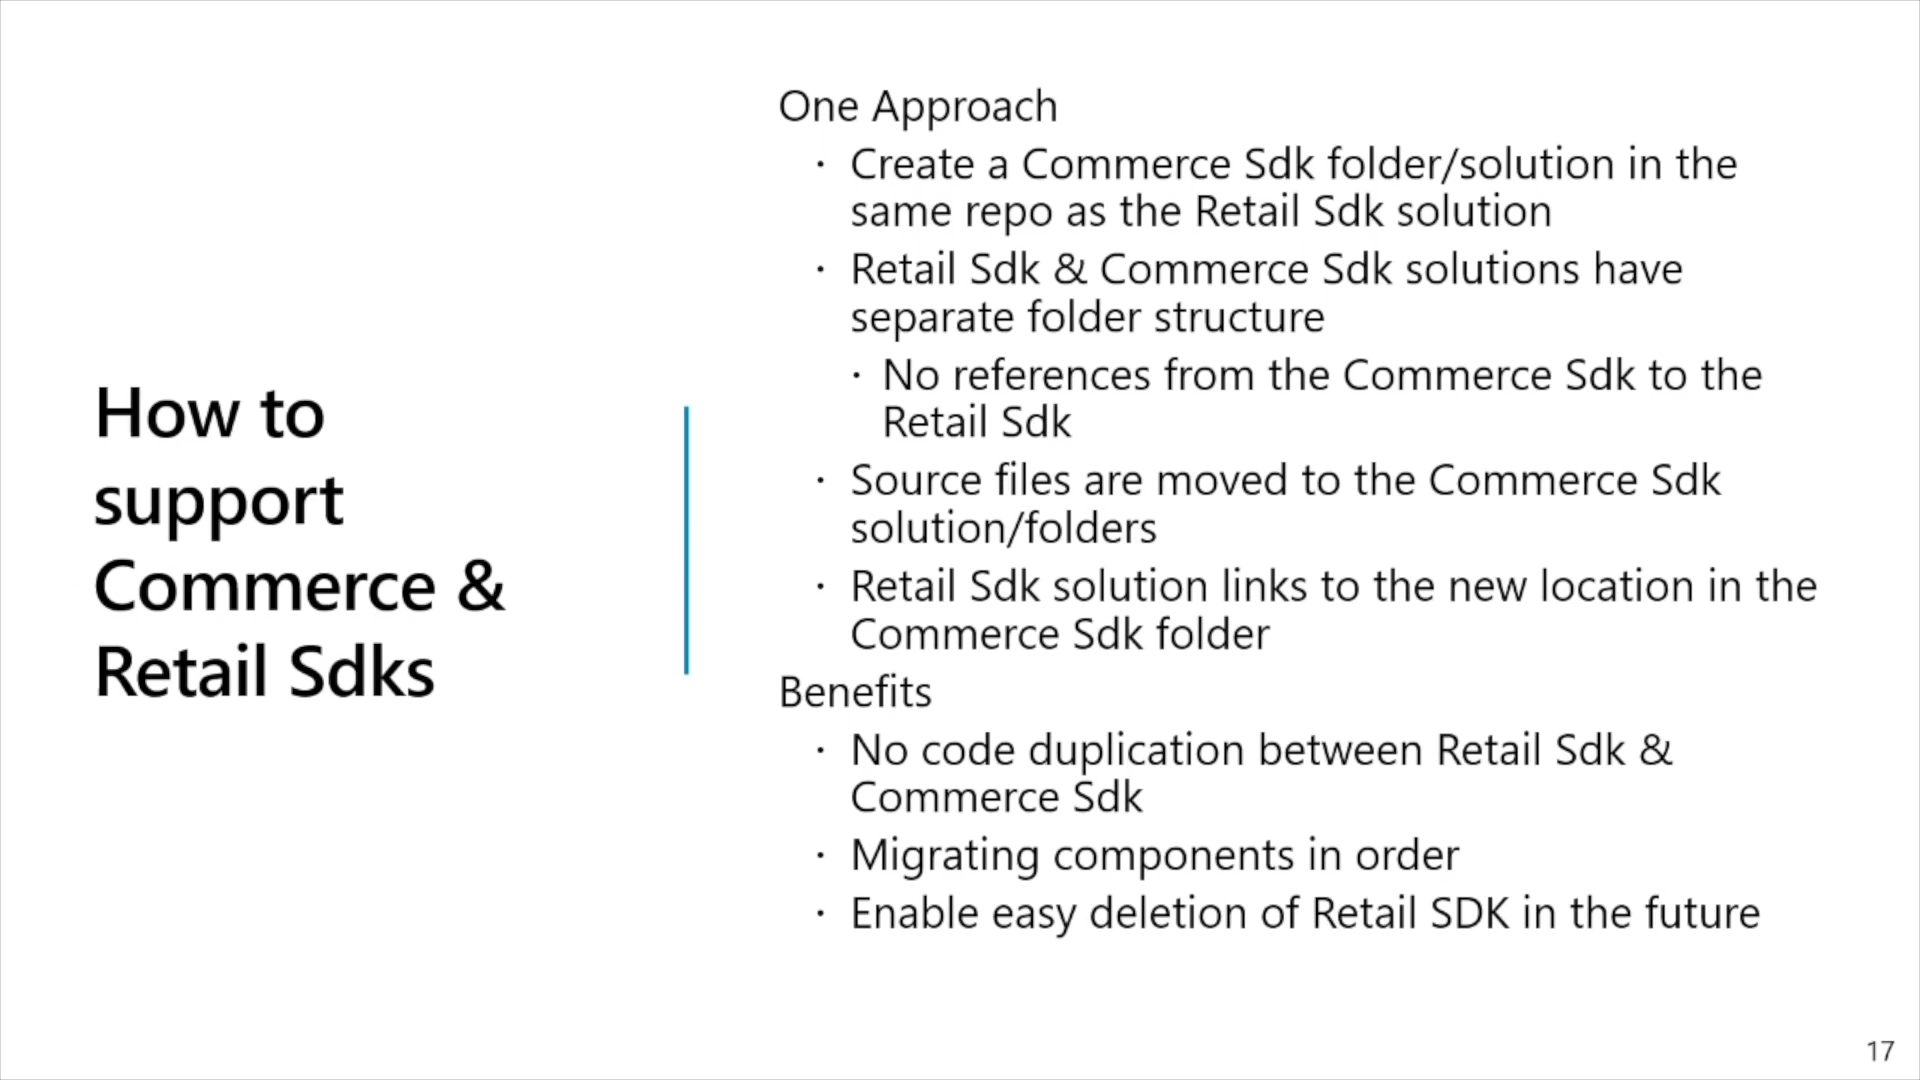 How to
support
Commerce &
Retail Sdks
One Approach
· Create a Commerce Sdk folder/solution in the
same repo as the Retail Sdk solution
· Retail Sdk & Commerce Sdk solutions have
separate folder structure
· No references from the Commerce Sdk to the
Retail Sdk
· Source files are moved to the Commerce Sdk
solution/folders
· Retail Sdk solution links to the new location in the
Commerce Sdk folder
Benefits
· No code duplication between Retail Sdk &
Commerce Sdk
· Migrating components in order
· Enable easy deletion of Retail SDK in the future
17